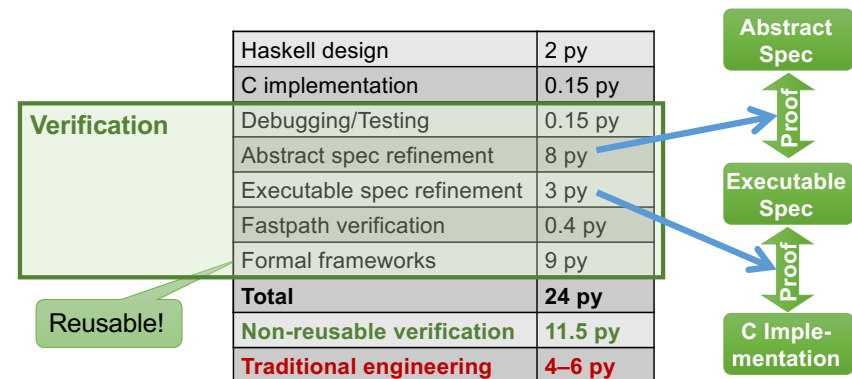 Haskell design 2 py
C implementation 0.15 py
Verification
Debugging/Testing 0.15 py
Abstract spec refinement 8 py
Executable spec refinement 3 py
Fastpath verification 0.4 py
Formal frameworks 9 py
Reusable!
Total 24 py
Non-reusable verification 11.5 py
Traditional engineering 4–6 py
Abstract
Spec
Proof
Executable
Spec
Proof
C Imple-
mentation